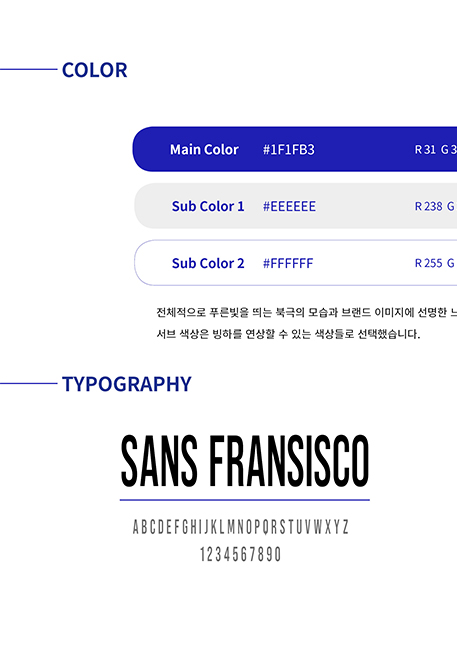 COLOR
Main Color #1F1FB3 R 31 G 3
Sub Color 1 #EEEEEE R 238 G
Sub Color 2 #FFFFFF R 255 G
전체적으로 푸른빛을 띄는 북극의 모습과 브랜드 이미지에 선명한
서브 색상은 빙하를 연상할 수 있는 색상들로 선택했습니다.
TYPOGRAPHY
SANS FRANSISCO
ABCDEFGHIJKLMNOPQRSTUVWXYZ
1234567890